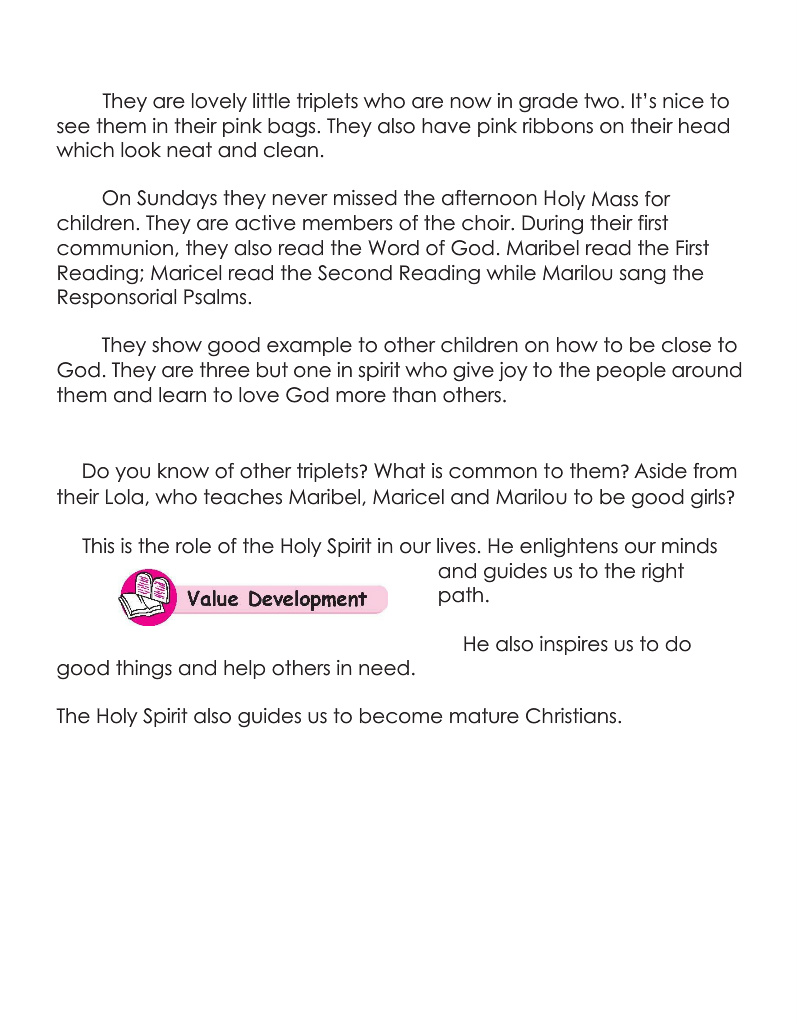 They are lovely little triplets who are now in grade two. It's nice to
see them in their pink bags. They also have pink ribbons on their head
which look neat and clean.
On Sundays they never missed the afternoon Holy Mass for
children. They are active members of the choir. During their first
communion, they also read the Word of God. Maribel read the First
Reading; Maricel read the Second Reading while Marilou sang the
Responsorial Psalms.
They show good example to other children on how to be close to
God. They are three but one in spirit who give joy to the people around
them and learn to love God more than others.
Do you know of other triplets? What is common to them? Aside from
their Lola, who teaches Maribel, Maricel and Marilou to be good girls?
This is the role of the Holy Spirit in our lives. He enlightens our minds
and guides us to the right
path.
Value Development
He also inspires us to do
good things and help others in need.
The Holy Spirit also guides us to become mature Christians.